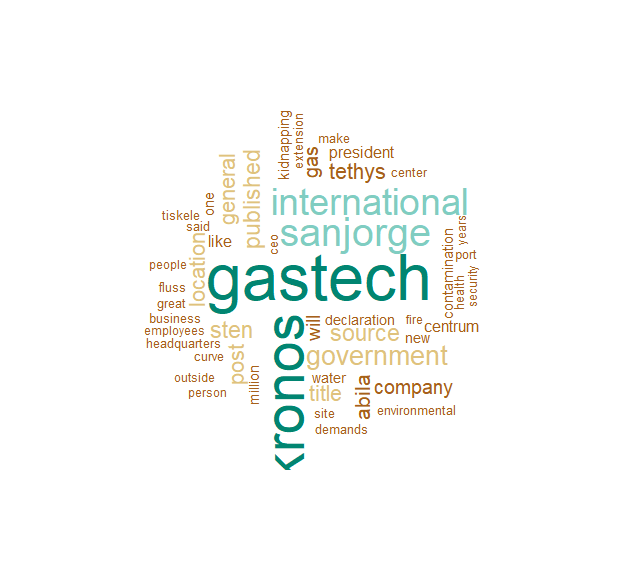 kidnapping
extension
make
gas
president
tethys
center
general
published
one
international
tiskele
said
like
ceo
sanjorge
location
people
gastech
contamination
years
port
health
security
fluss
great
business
employees
headquarters
curve
sten
post
outside
person
million
kronos
will
declaration
fire
centrum
source
new
government
water
title
abila
company
site
environmental
demands